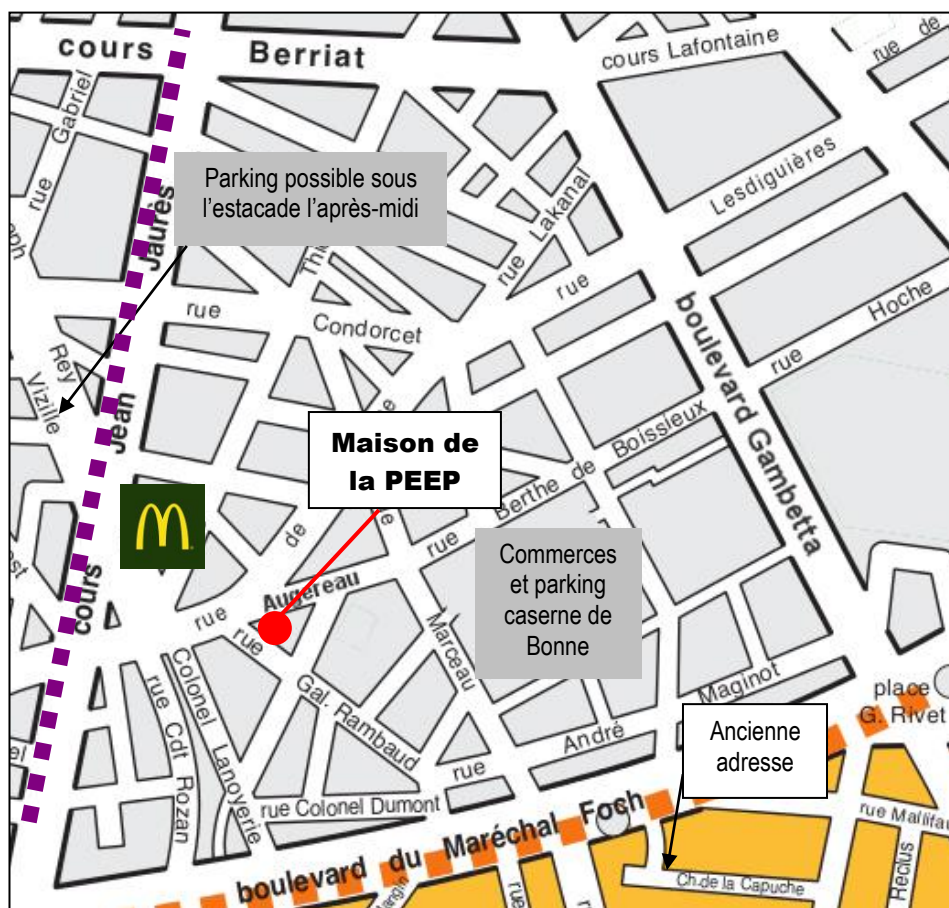 cours Berriat
cours Lafontaine
rue de
rue Gabriel
Parking possible sous
l'estacade l'après-midi
Jaurès
rue Lakanal
Lesdiguières
rue
rue
Condorcet
boulevard Gambetta
rue Hoche
Rey
Vizille
Jean
Maison de
la PEEP
rue Berthe de Boissieux
de
Commerces
et parking
caserne de
Bonne
cours
rue
Augereau
rue
Gal. Rambaud
Marceau
Colonel Lanoyerie
rue Cdt Rozan
Maginot
André
rue
place
G. Rivet
Ancienne
adresse
rue Colonel Dumont
boulevard du Maréchal Foch
rue Mallifau
Reclus
Ch.de la Capuche
rue
rue